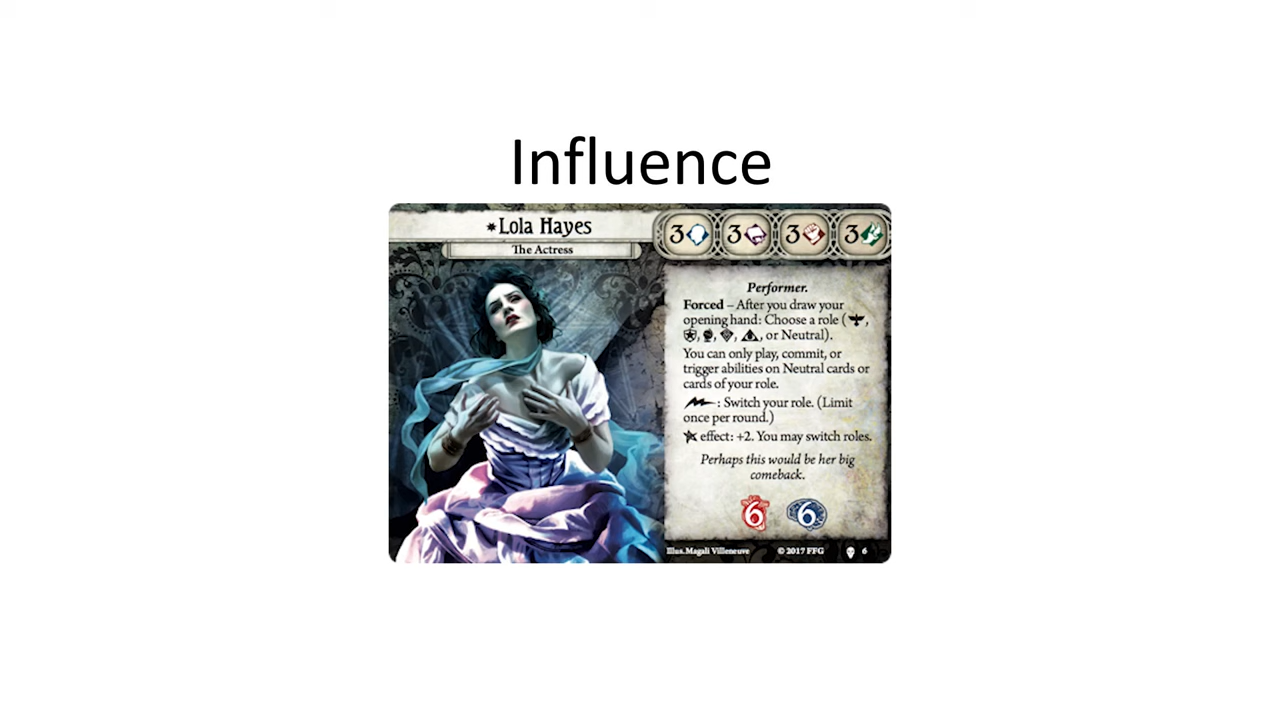 Influence
Lola Hayes
The Actress
3 3 3 3
Performer.
Forced – After you draw your
opening hand: Choose a role ( ,
, , , , or Neutral).
You can only play, commit, or
trigger abilities on Neutral cards or
cards of your role.
: Switch your role. (Limit
once per round.)
effect: +2. You may switch roles.
Perhaps this would be her big
comeback.
6 6
Illus. Magali Villeneuve © 2017 FFG 6